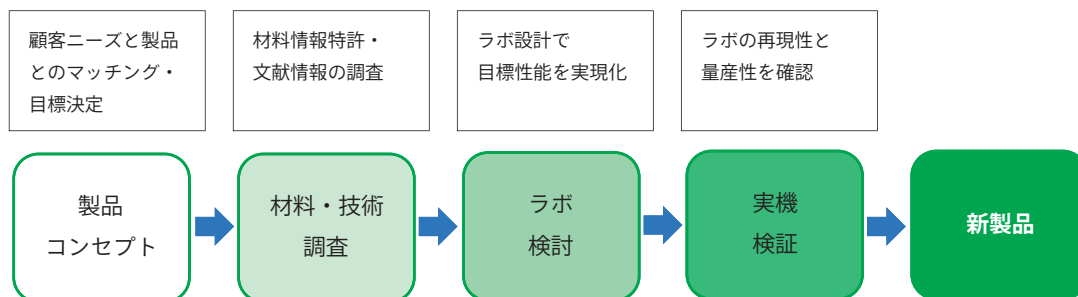 顧客ニーズと製品
とのマッチング・
目標決定
材料情報特許・
文献情報の調査
ラボ設計で
目標性能を実現化
ラボの再現性と
量産性を確認
製品
コンセプト
材料・技術
調査
ラボ
検討
実機
検証
新製品